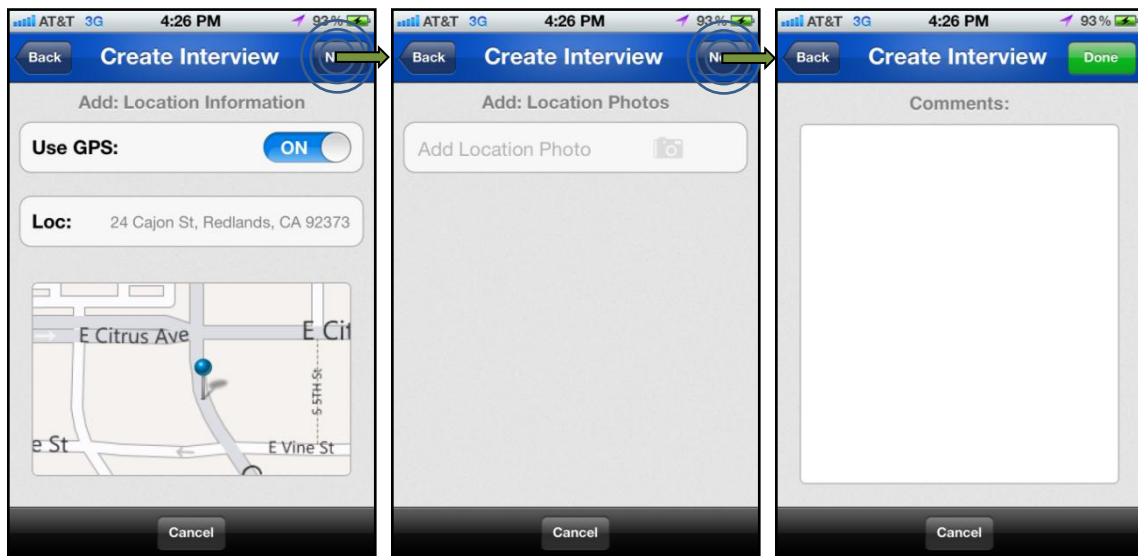 AT&T 3G 4:26 PM 93%
Back Create Interview N
Add: Location Information
Use GPS: ON
Loc: 24 Cajon St, Redlands, CA 92373
E Citrus Ave E Cit
S 5TH St
e St E Vine St
Cancel
AT&T 3G 4:26 PM 93%
Back Create Interview N
Add: Location Photos
Add Location Photo
Cancel
AT&T 3G 4:26 PM 93%
Back Create Interview Done
Comments:
Cancel